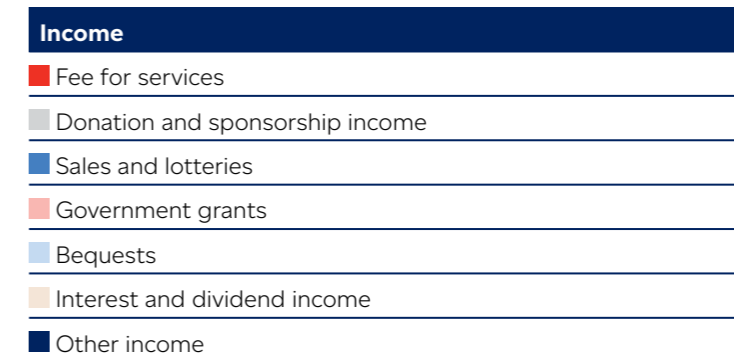 Income
Fee for services
Donation and sponsorship income
Sales and lotteries
Government grants
Bequests
Interest and dividend income
Other income